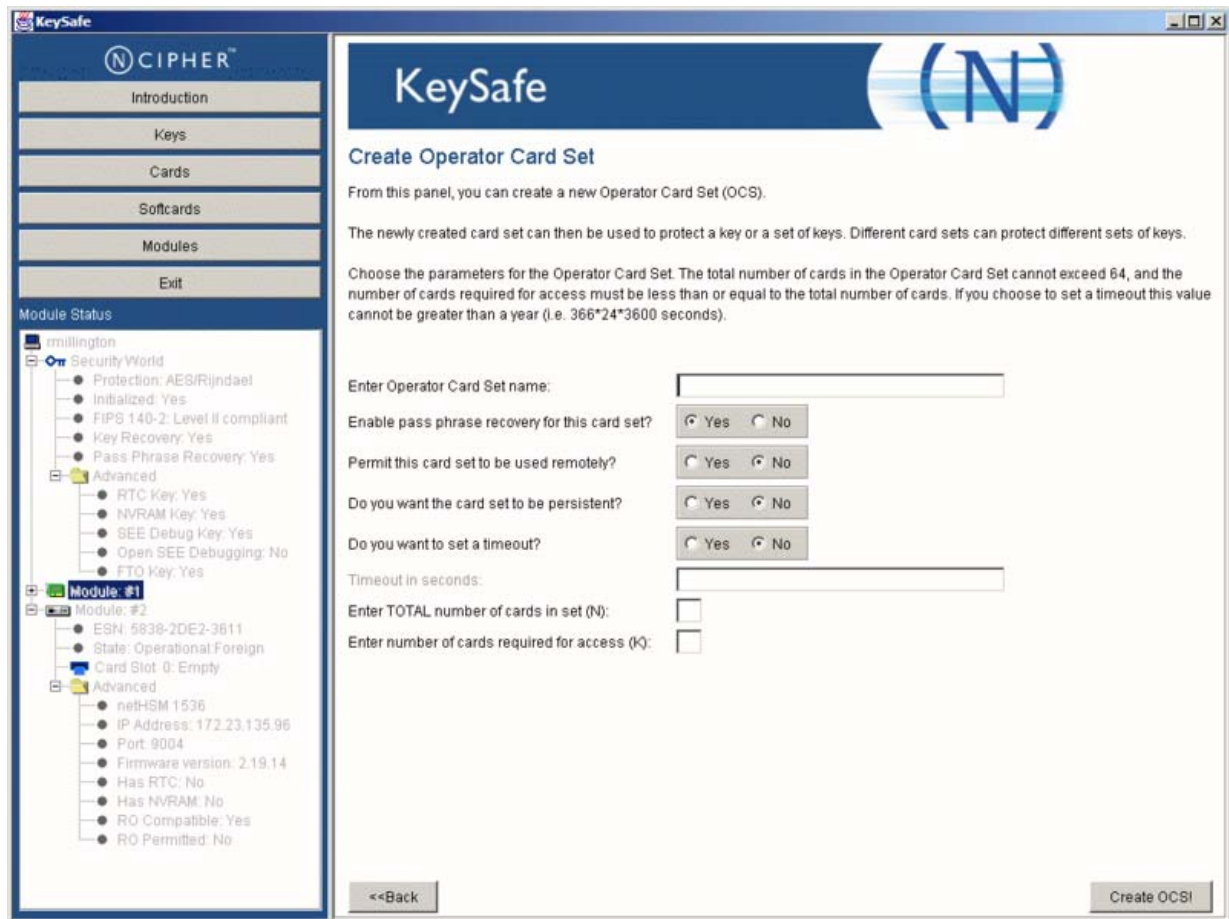 KeySafe
N CIPHER™
Introduction
Keys
Cards
Softcards
Modules
Exit
Module Status
rmillington
Security World
Protection: AES/Rijndael
Initialized: Yes
FIPS 140-2: Level II compliant
Key Recovery: Yes
Pass Phrase Recovery: Yes
Advanced
RTC Key: Yes
NVRAM Key: Yes
SEE Debug Key: Yes
Open SEE Debugging: No
FTO Key: Yes
Module: #1
Module: #2
ESN: 5838-2DE2-3611
State: Operational:Foreign
Card Slot 0: Empty
Advanced
netHSM 1536
IP Address: 172.23.135.96
Port: 9004
Firmware version: 2.19.14
Has RTC: No
Has NVRAM: No
RO Compatible: Yes
RO Permitted: No
KeySafe
(N)
Create Operator Card Set
From this panel, you can create a new Operator Card Set (OCS).
The newly created card set can then be used to protect a key or a set of keys. Different card sets can protect different sets of keys.
Choose the parameters for the Operator Card Set. The total number of cards in the Operator Card Set cannot exceed 64, and the
number of cards required for access must be less than or equal to the total number of cards. If you choose to set a timeout this value
cannot be greater than a year (i.e. 366*24*3600 seconds).
Enter Operator Card Set name:
Enable pass phrase recovery for this card set? Yes No
Permit this card set to be used remotely? Yes No
Do you want the card set to be persistent? Yes No
Do you want to set a timeout? Yes No
Timeout in seconds:
Enter TOTAL number of cards in set (N):
Enter number of cards required for access (K):
<<Back
Create OCS!